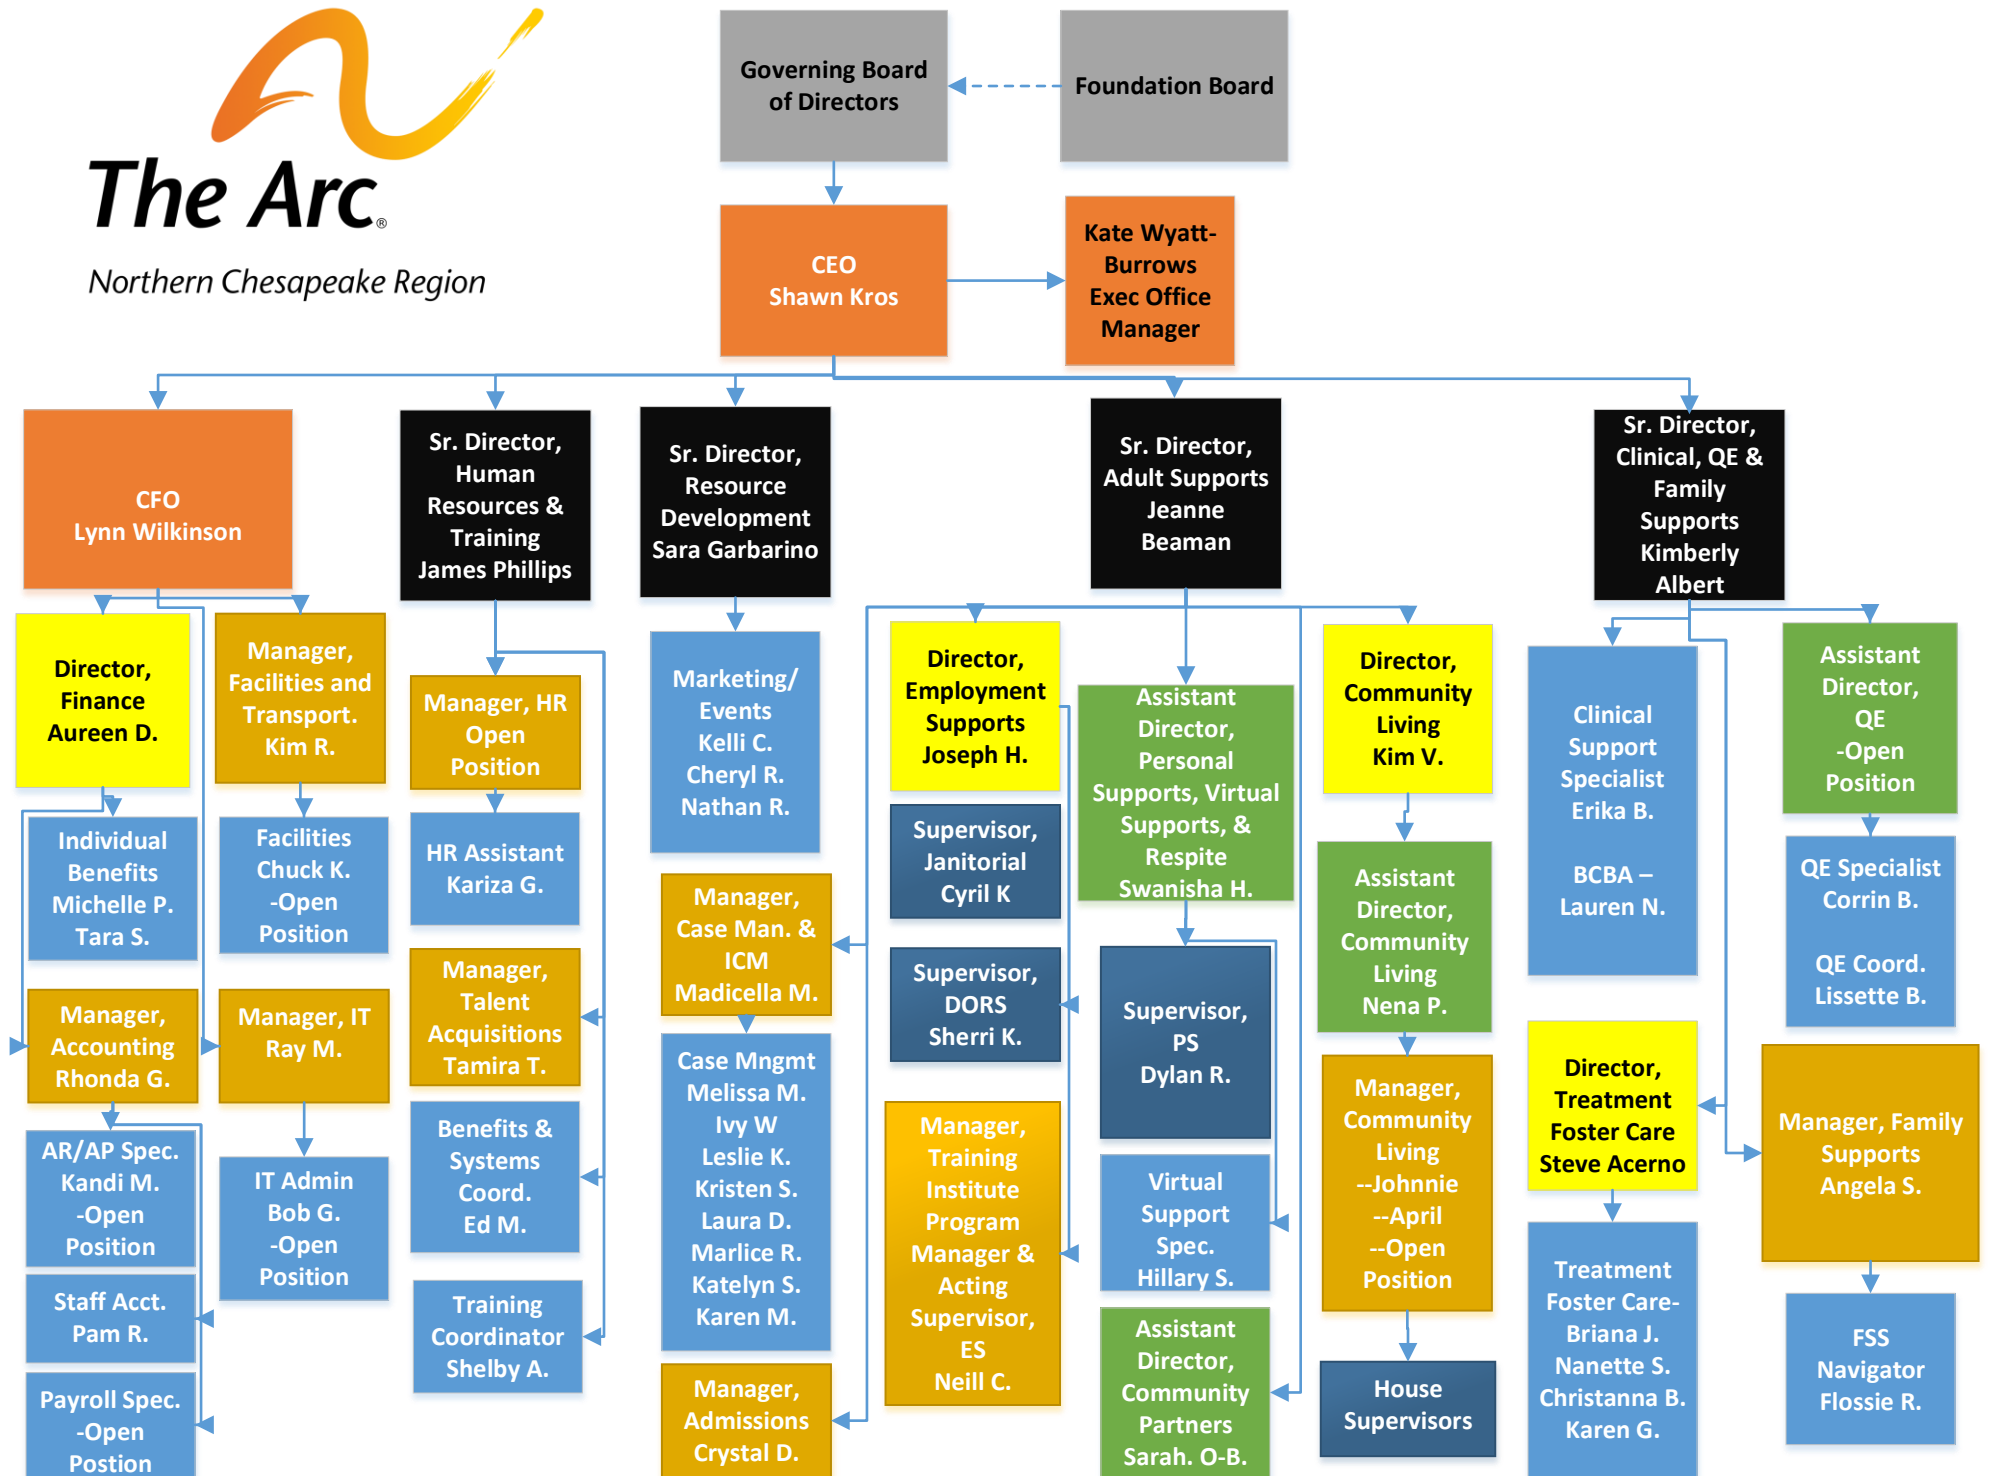 The Arc®
Northern Chesapeake Region
Governing Board
of Directors
Foundation Board
CEO
Shawn Kros
Kate Wyatt-
Burrows
Exec Office
Manager
CFO
Lynn Wilkinson
Sr. Director,
Human
Resources &
Training
James Phillips
Sr. Director,
Resource
Development
Sara Garbarino
Sr. Director,
Adult Supports
Jeanne
Beaman
Sr. Director,
Clinical, QE &
Family
Supports
Kimberly
Albert
Director,
Finance
Aureen D.
Manager,
Facilities and
Transport.
Kim R.
Individual
Benefits
Michelle P.
Tara S.
Facilities
Chuck K.
-Open
Position
Manager,
Accounting
Rhonda G.
Manager, IT
Ray M.
AR/AP Spec.
Kandi M.
-Open
Position
IT Admin
Bob G.
-Open
Position
Staff Acct.
Pam R.
Payroll Spec.
-Open
Postion
Manager, HR
Open
Position
HR Assistant
Kariza G.
Manager,
Talent
Acquisitions
Tamira T.
Benefits &
Systems
Coord.
Ed M.
Training
Coordinator
Shelby A.
Marketing/
Events
Kelli C.
Cheryl R.
Nathan R.
Manager,
Case Man. &
ICM
Madicella M.
Case Mngmt
Melissa M.
Ivy W
Leslie K.
Kristen S.
Laura D.
Marlice R.
Katelyn S.
Karen M.
Manager,
Admissions
Crystal D.
Director,
Employment
Supports
Joseph H.
Supervisor,
Janitorial
Cyril K
Supervisor,
DORS
Sherri K.
Manager,
Training
Institute
Program
Manager &
Acting
Supervisor,
ES
Neill C.
Assistant
Director,
Personal
Supports, Virtual
Supports, &
Respite
Swanisha H.
Supervisor,
PS
Dylan R.
Virtual
Support
Spec.
Hillary S.
Assistant
Director,
Community
Partners
Sarah. O-B.
Director,
Community
Living
Kim V.
Assistant
Director,
Community
Living
Nena P.
Manager,
Community
Living
--Johnnie
--April
--Open
Position
House
Supervisors
Clinical
Support
Specialist
Erika B.
BCBA –
Lauren N.
Assistant
Director,
QE
-Open
Position
QE Specialist
Corrin B.
QE Coord.
Lissette B.
Director,
Treatment
Foster Care
Steve Acerno
Manager, Family
Supports
Angela S.
Treatment
Foster Care-
Briana J.
Nanette S.
Christanna B.
Karen G.
FSS
Navigator
Flossie R.